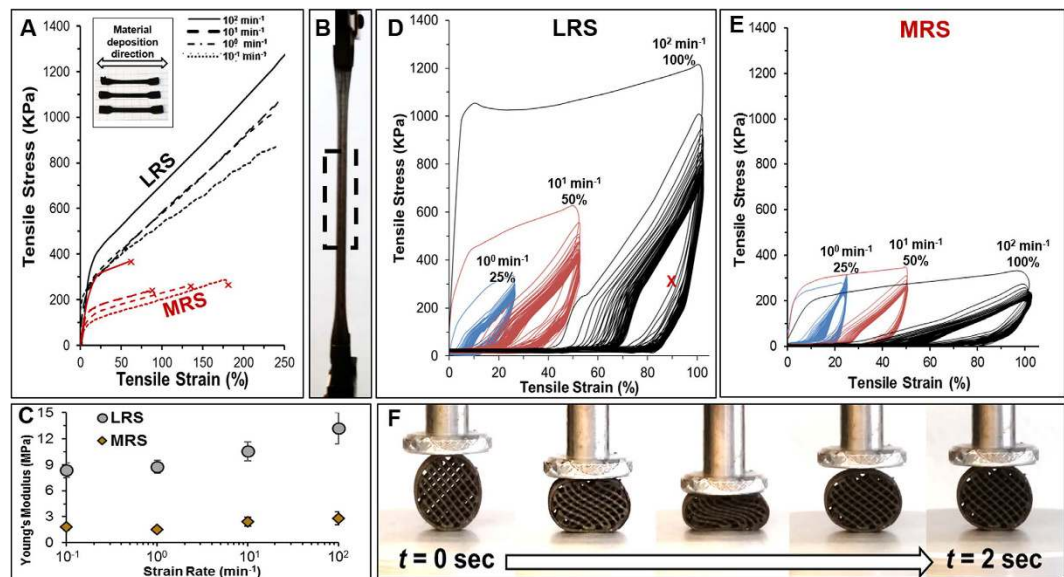 A
Material
deposition
direction
10² min⁻¹
10¹ min⁻¹
10⁰ min⁻¹
10⁻¹ min⁻¹
1400
1200
1000
800
600
400
200
0
Tensile Stress (KPa)
LRS
MRS
x
x
x
x
0 50 100 150 200 250
Tensile Strain (%)
B
D
LRS
10² min⁻¹
100%
1400
1200
1000
800
600
400
200
0
Tensile Stress (KPa)
10¹ min⁻¹
50%
10⁰ min⁻¹
25%
X
0 20 40 60 80 100
Tensile Strain (%)
E
MRS
1400
1200
1000
800
600
400
200
0
Tensile Stress (KPa)
10⁰ min⁻¹
25%
10¹ min⁻¹
50%
10² min⁻¹
100%
0 20 40 60 80 100
Tensile Strain (%)
C
LRS
MRS
15
12
9
6
3
0
Young's Modulus (MPa)
10⁻¹ 10⁰ 10¹ 10²
Strain Rate (min⁻¹)
F
t = 0 sec
t = 2 sec